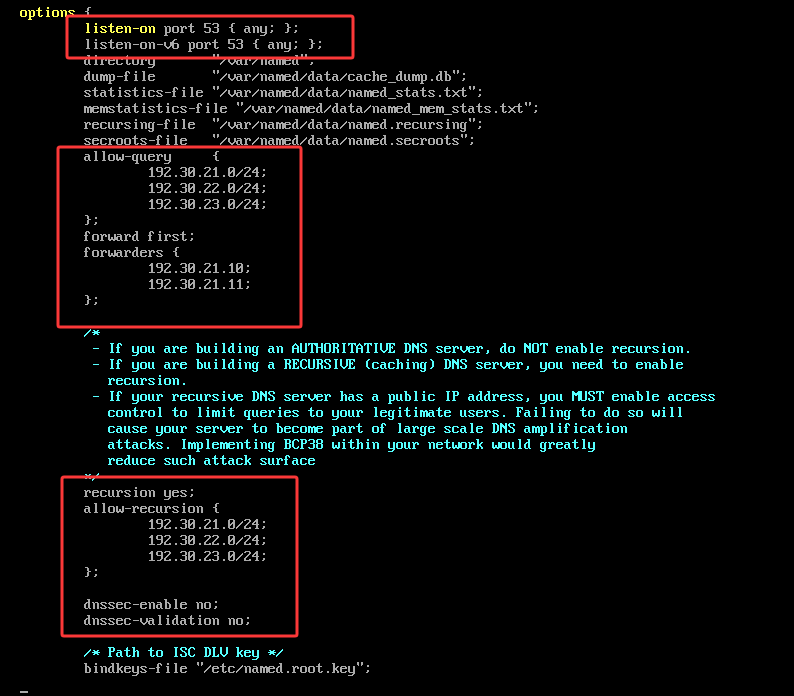 options {
listen-on port 53 { any; };
listen-on-v6 port 53 { any; };
directory "/var/named";
dump-file "/var/named/data/cache_dump.db";
statistics-file "/var/named/data/named_stats.txt";
memstatistics-file "/var/named/data/named_mem_stats.txt";
recursing-file "/var/named/data/named.recursing";
secroots-file "/var/named/data/named.secroots";
allow-query {
192.30.21.0/24;
192.30.22.0/24;
192.30.23.0/24;
};
forward first;
forwarders {
192.30.21.10;
192.30.21.11;
};
/*
- If you are building an AUTHORITATIVE DNS server, do NOT enable recursion.
- If you are building a RECURSIVE (caching) DNS server, you need to enable
recursion.
- If your recursive DNS server has a public IP address, you MUST enable access
control to limit queries to your legitimate users. Failing to do so will
cause your server to become part of large scale DNS amplification
attacks. Implementing BCP38 within your network would greatly
reduce such attack surface
*/
recursion yes;
allow-recursion {
192.30.21.0/24;
192.30.22.0/24;
192.30.23.0/24;
};
dnssec-enable no;
dnssec-validation no;
/* Path to ISC DLV key */
bindkeys-file "/etc/named.root.key";